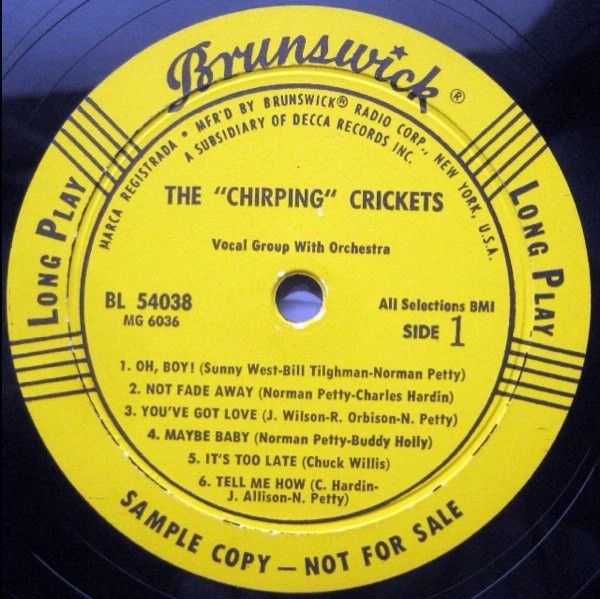 Brunswick®
MARCA REGISTRADA • MFR'D BY BRUNSWICK® RADIO CORP., NEW YORK, U.S.A.
A SUBSIDIARY OF DECCA RECORDS INC.
LONG PLAY
LONG PLAY
THE "CHIRPING" CRICKETS
Vocal Group With Orchestra
BL 54038
MG 6036
All Selections BMI
SIDE 1
1. OH, BOY! (Sunny West-Bill Tilghman-Norman Petty)
2. NOT FADE AWAY (Norman Petty-Charles Hardin)
3. YOU'VE GOT LOVE (J. Wilson-R. Orbison-N. Petty)
4. MAYBE BABY (Norman Petty-Buddy Holly)
5. IT'S TOO LATE (Chuck Willis)
6. TELL ME HOW (C. Hardin-
J. Allison-N. Petty)
SAMPLE COPY — NOT FOR SALE